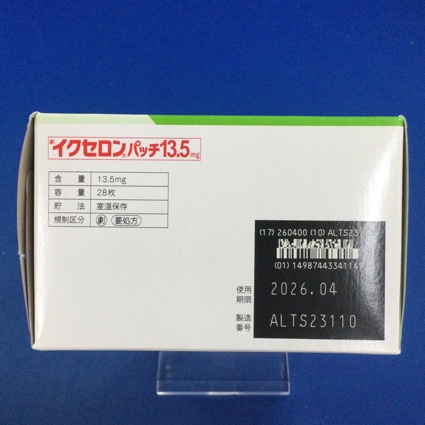 劇 イクセロン®パッチ13.5mg
含量 13.5mg
容量 28枚
貯法 室温保存
規制区分 劇 要処方
(17) 260400 (10) ALTS23
(01) 1498744334114
使用期限 2026.04
製造番号 ALTS23110